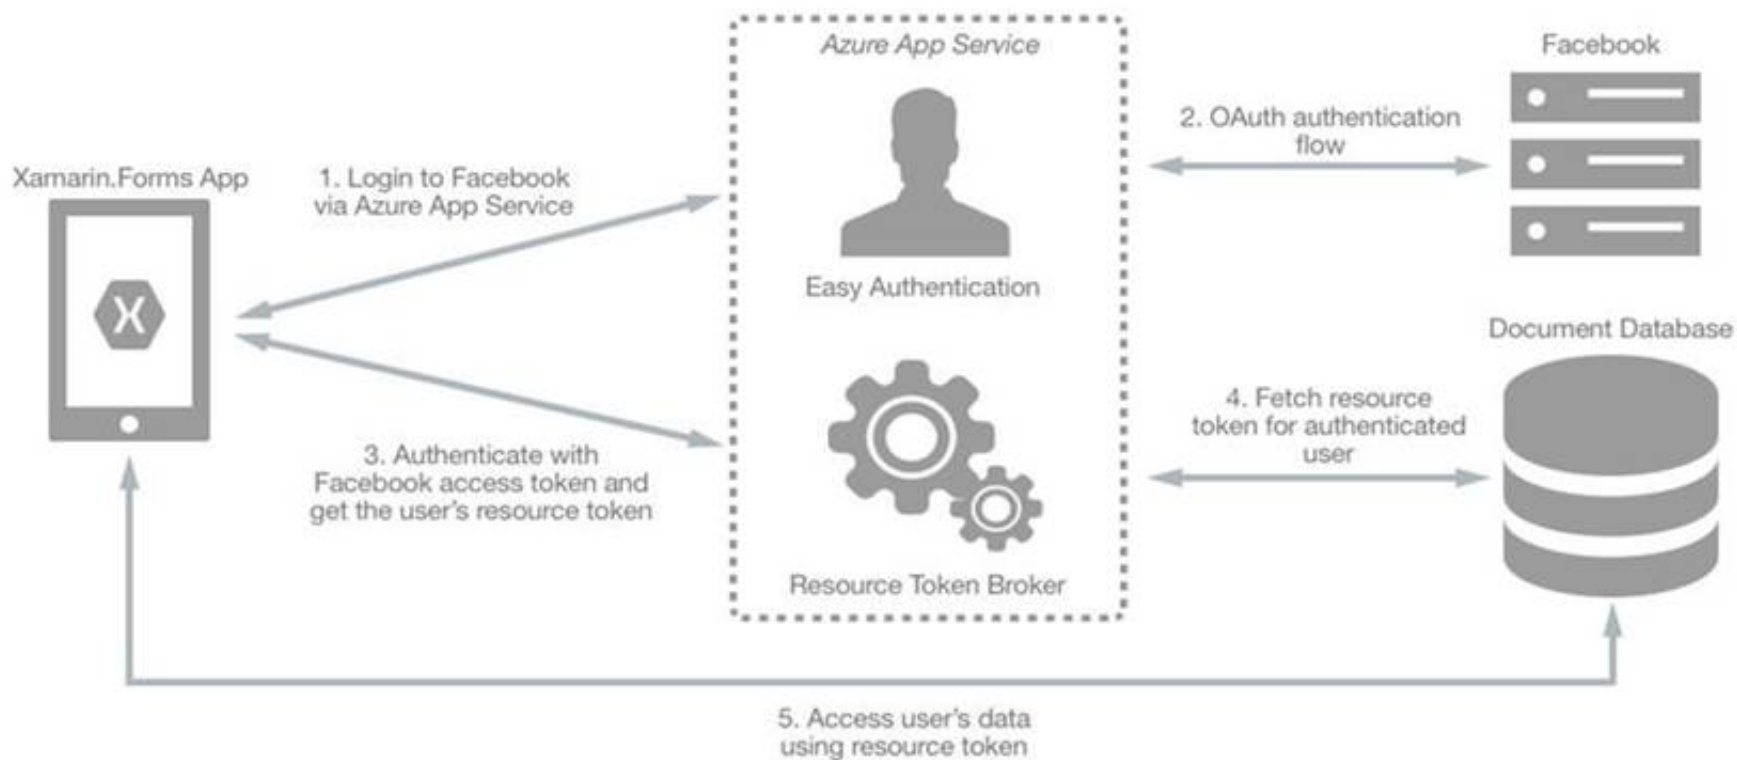 Azure App Service
Facebook
2. OAuth authentication
flow
Xamarin.Forms App
1. Login to Facebook
via Azure App Service
X
Easy Authentication
Document Database
4. Fetch resource
token for authenticated
user
3. Authenticate with
Facebook access token and
get the user's resource token
Resource Token Broker
5. Access user's data
using resource token